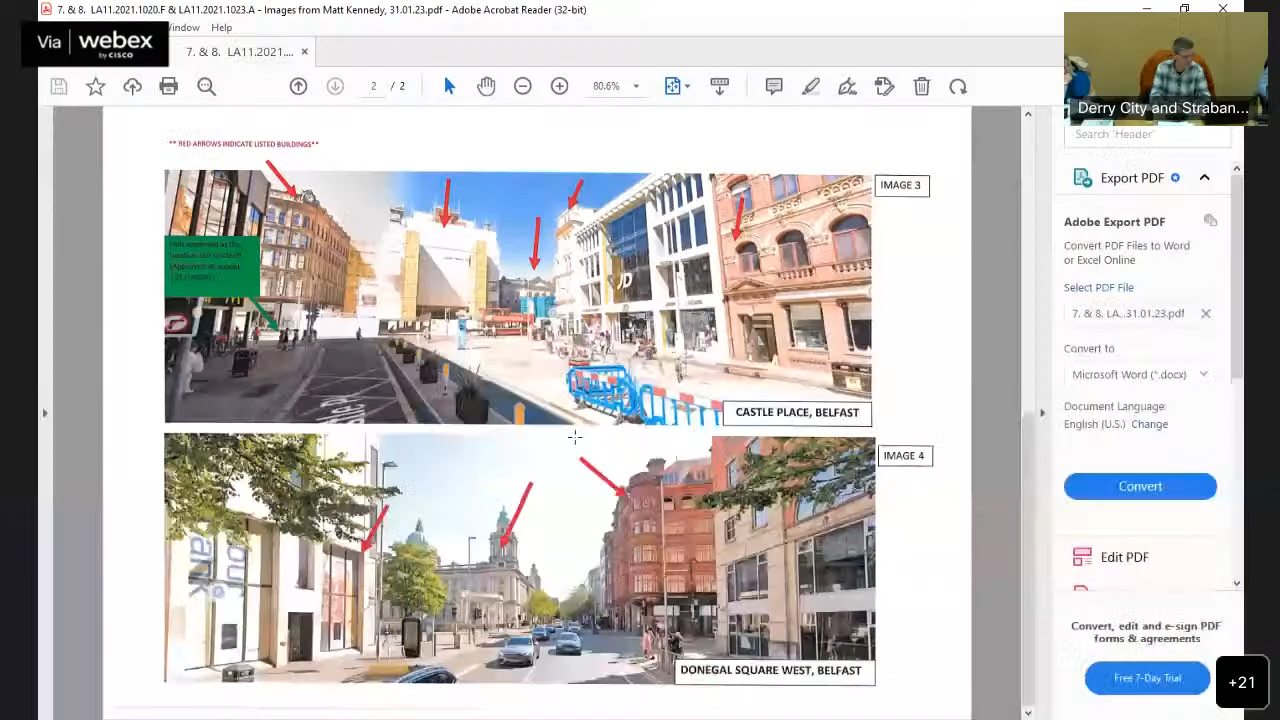 7. & 8. LA11.2021.1020.F & LA11.2021.1023.A - Images from Matt Kennedy, 31.01.23.pdf - Adobe Acrobat Reader (32-bit)
Via webex
by CISCO
indow Help
7. & 8. LA11.2021....
2 / 2
80.6%
Derry City and Straban...
Search 'Header'
** RED ARROWS INDICATE LISTED BUILDINGS**
IMAGE 3
Export PDF
Adobe Export PDF
Convert PDF Files to Word
or Excel Online
Select PDF File
7. & 8. LA...31.01.23.pdf
Convert to
Microsoft Word (*.docx)
Document Language:
English (U.S.) Change
Convert
JD
CASTLE PLACE, BELFAST
IMAGE 4
Edit PDF
DONEGAL SQUARE WEST, BELFAST
Convert, edit and e-sign PDF
forms & agreements
Free 7-Day Trial
+21